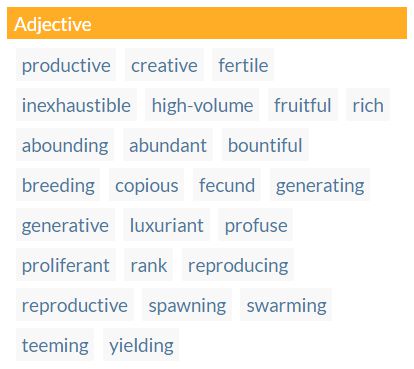 Adjective
productive creative fertile
inexhaustible high-volume fruitful rich
abounding abundant bountiful
breeding copious fecund generating
generative luxuriant profuse
proliferant rank reproducing
reproductive spawning swarming
teeming yielding